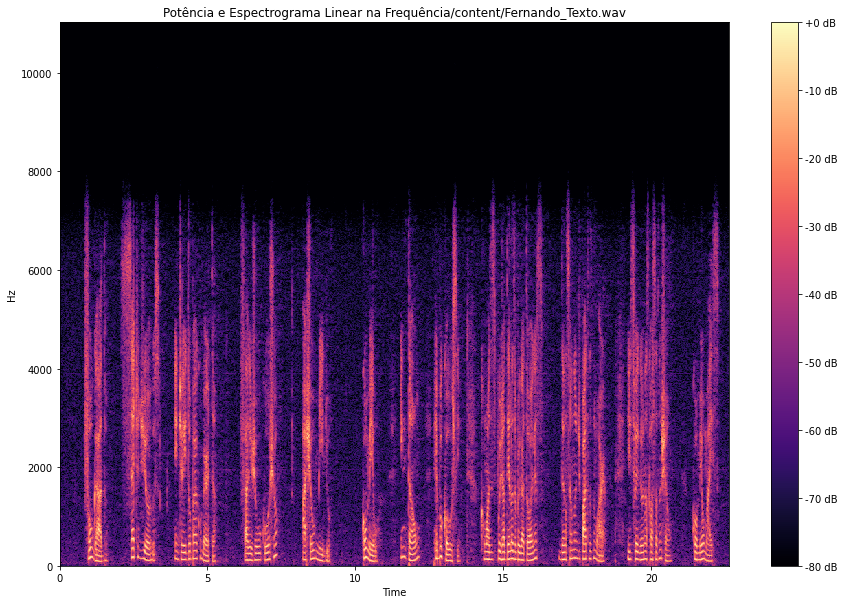 Potência e Espectrograma Linear na Frequência/content/Fernando_Texto.wav
+0 dB
10000
-10 dB
8000
-20 dB
-30 dB
6000
Hz
-40 dB
4000
-50 dB
-60 dB
2000
-70 dB
0
-80 dB
0 5 10 15 20
Time